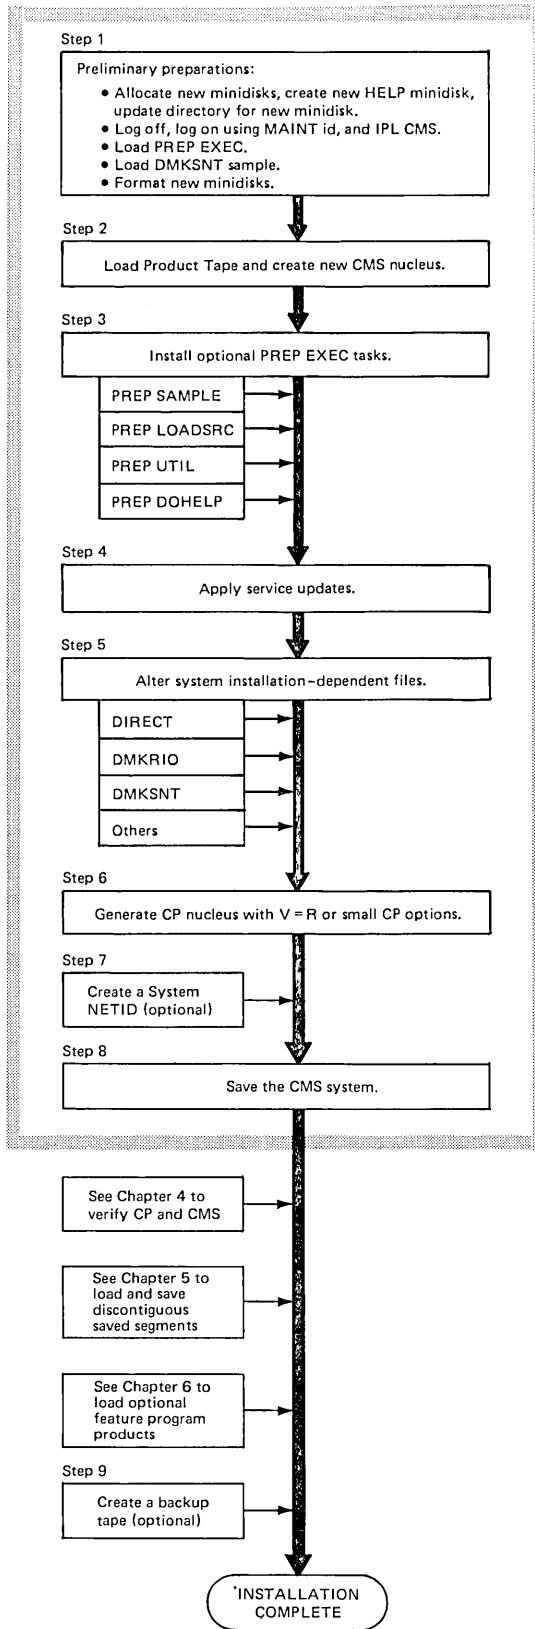 Step 1
Preliminary preparations:
• Allocate new minidisks, create new HELP minidisk,
update directory for new minidisk.
• Log off, log on using MAINT id, and IPL CMS.
• Load PREP EXEC.
• Load DMKSNT sample.
• Format new minidisks.
Step 2
Load Product Tape and create new CMS nucleus.
Step 3
Install optional PREP EXEC tasks.
PREP SAMPLE
PREP LOADSRC
PREP UTIL
PREP DOHELP
Step 4
Apply service updates.
Step 5
Alter system installation-dependent files.
DIRECT
DMKRIO
DMKSNT
Others
Step 6
Generate CP nucleus with V = R or small CP options.
Step 7
Create a System
NETID (optional)
Step 8
Save the CMS system.
See Chapter 4 to
verify CP and CMS
See Chapter 5 to
load and save
discontiguous
saved segments
See Chapter 6 to
load optional
feature program
products
Step 9
Create a backup
tape (optional)
INSTALLATION
COMPLETE